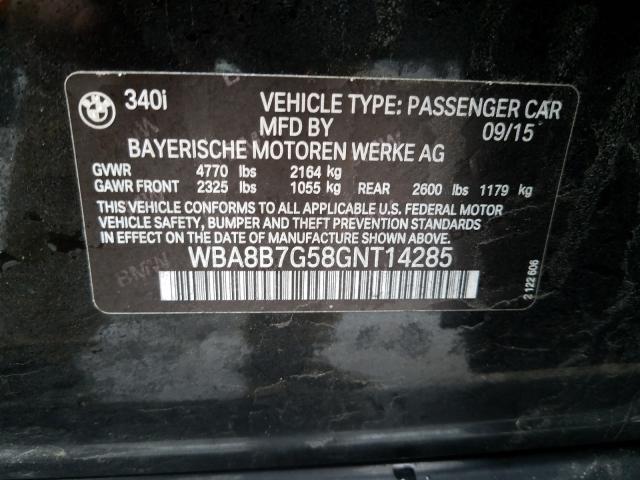 340i VEHICLE TYPE: PASSENGER CAR
MFD BY 09/15
BAYERISCHE MOTOREN WERKE AG
GVWR 4770 lbs 2164 kg
GAWR FRONT 2325 lbs 1055 kg REAR 2600 lbs 1179 kg
THIS VEHICLE CONFORMS TO ALL APPLICABLE U.S. FEDERAL MOTOR
VEHICLE SAFETY, BUMPER AND THEFT PREVENTION STANDARDS
IN EFFECT ON THE DATE OF MANUFACTURE SHOWN ABOVE.
WBA8B7G58GNT14285
2 122 606